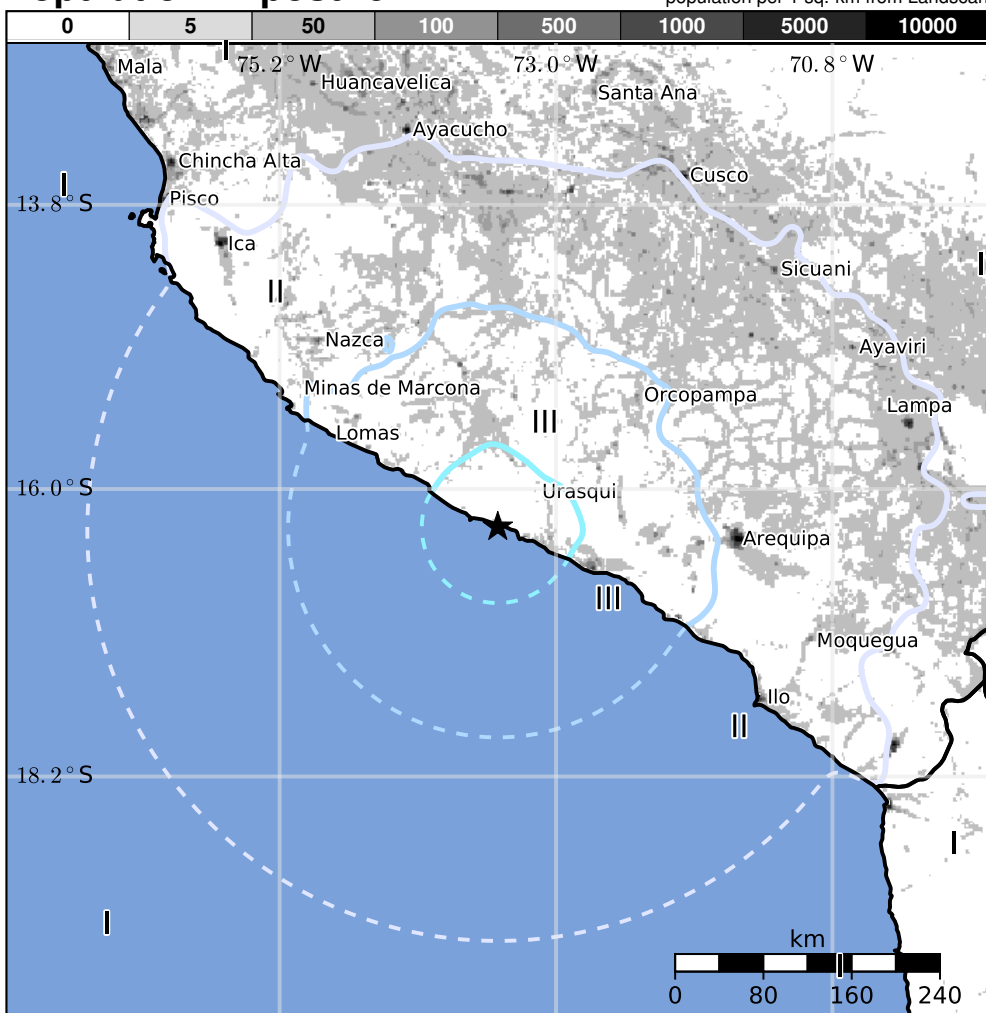 population per 1 sq. km from Landscan
0 5 50 100 500 1000 5000 10000
Mala
75.2°W 73.0°W 70.8°W
Huancavelica
Santa Ana
Ayacucho
Chincha Alta
Cusco
I
Pisco
13.8°S
Ica
Sicuani
II
Nazca
Ayaviri
Minas de Marcona
Orcopampa
Lampa
III
Lomas
16.0°S
Urasqui
Arequipa
III
Moquegua
Ilo
II
18.2°S
I
I
km
0 80 160 240